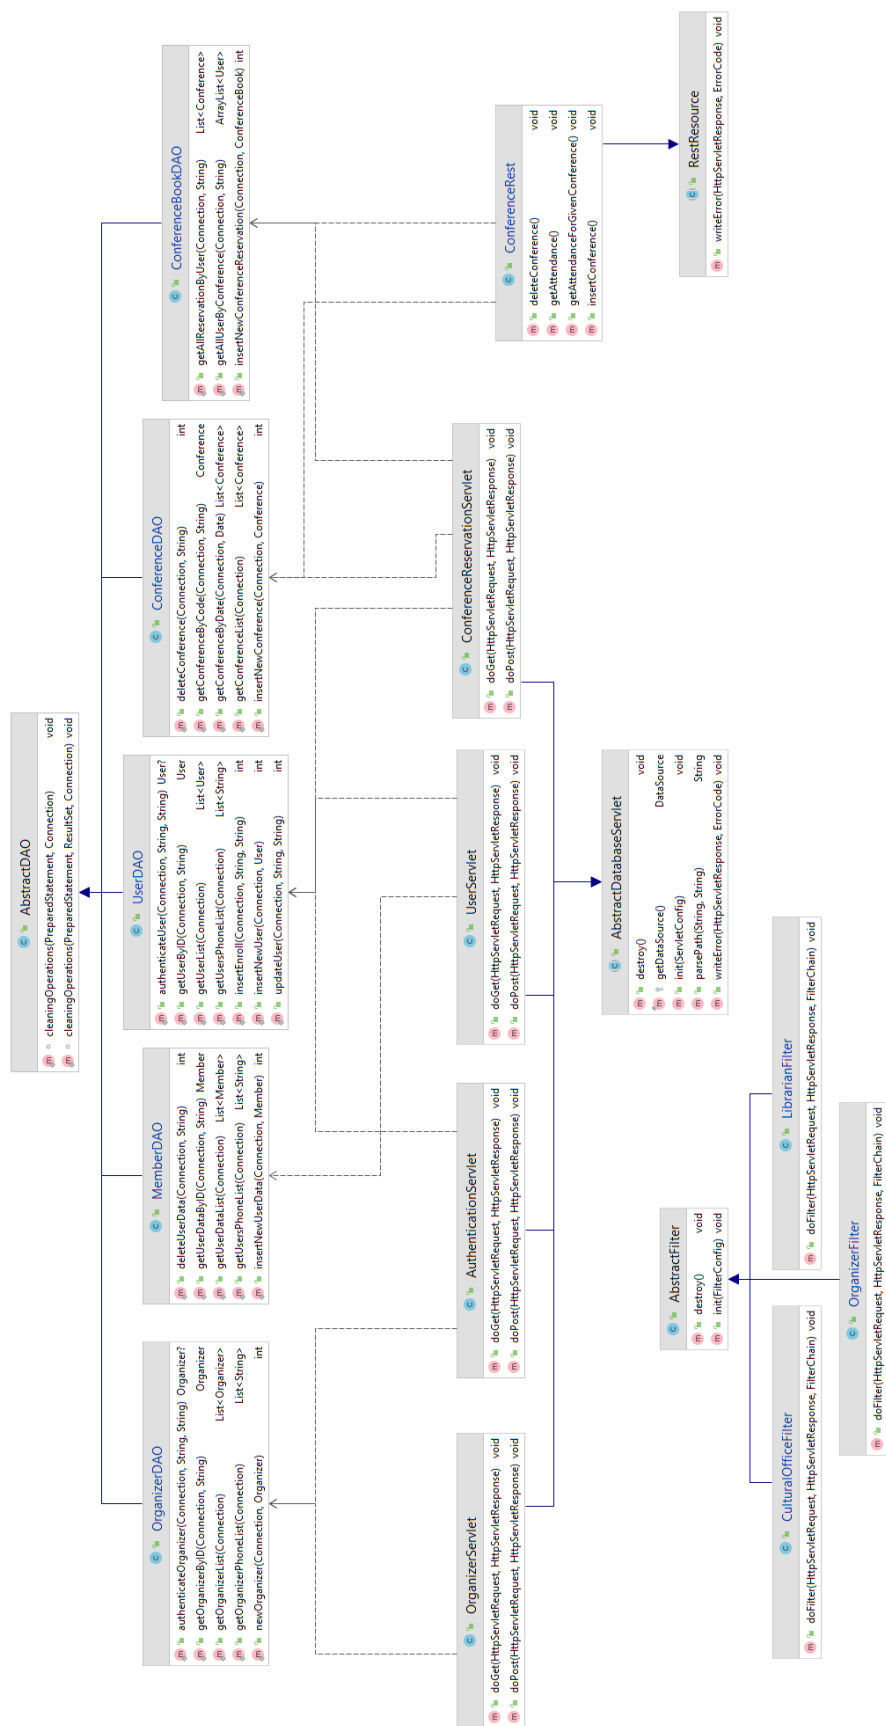 AbstractDAO
cleaningOperations(PreparedStatement, Connection) void
cleaningOperations(PreparedStatement, ResultSet, Connection) void
OrganizerDAO
authenticateOrganizer(Connection, String, String) Organizer?
getOrganizerByID(Connection, String) Organizer
getOrganizerList(Connection) List<Organizer>
getOrganizerPhoneList(Connection) List<String>
newOrganizer(Connection, Organizer) int
MemberDAO
deleteUserData(Connection, String) int
getUserDataByID(Connection, String) Member
getUserDataList(Connection) List<Member>
getUsersPhoneList(Connection) List<String>
insertNewUserData(Connection, Member) int
UserDAO
authenticateUser(Connection, String, String) User?
getUserByID(Connection, String) User
getUserList(Connection) List<User>
getUsersPhoneList(Connection) List<String>
insertEnroll(Connection, String, String) int
insertNewUser(Connection, User) int
updateUser(Connection, String, String) int
ConferenceDAO
deleteConference(Connection, String) int
getConferenceByCode(Connection, String) Conference
getConferenceByDate(Connection, Date) List<Conference>
getConferenceList(Connection) List<Conference>
insertNewConference(Connection, Conference) int
ConferenceBookDAO
getAllReservationByUser(Connection, String) List<Conference>
getAllUserByConference(Connection, String) ArrayList<User>
insertNewConferenceReservation(Connection, ConferenceBook) int
OrganizerServlet
doGet(HttpServletRequest, HttpServletResponse) void
doPost(HttpServletRequest, HttpServletResponse) void
AuthenticationServlet
doGet(HttpServletRequest, HttpServletResponse) void
doPost(HttpServletRequest, HttpServletResponse) void
UserServlet
doGet(HttpServletRequest, HttpServletResponse) void
doPost(HttpServletRequest, HttpServletResponse) void
ConferenceReservationServlet
doGet(HttpServletRequest, HttpServletResponse) void
doPost(HttpServletRequest, HttpServletResponse) void
ConferenceRest
deleteConference() void
getAttendance() void
getAttendanceForGivenConference() void
insertConference() void
AbstractDatabaseServlet
destroy() void
getDataSource() DataSource
init(ServletConfig) void
parsePath(String, String) String
writeError(HttpServletResponse, ErrorCode) void
RestResource
writeError(HttpServletResponse, ErrorCode) void
AbstractFilter
destroy() void
init(FilterConfig) void
CulturalOfficeFilter
doFilter(HttpServletRequest, HttpServletResponse, FilterChain) void
LibrarianFilter
doFilter(HttpServletRequest, HttpServletResponse, FilterChain) void
OrganizerFilter
doFilter(HttpServletRequest, HttpServletResponse, FilterChain) void